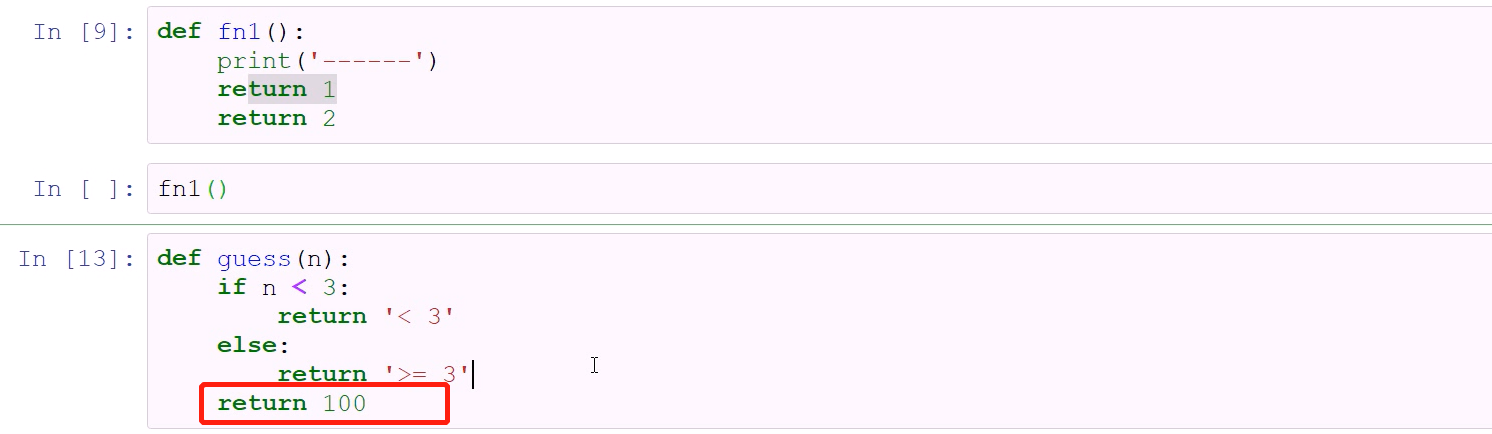 In [9]: def fn1():
    print('------')
    return 1
    return 2
In [ ]: fn1()
In [13]: def guess(n):
    if n < 3:
        return '< 3'
    else:
        return '>= 3'
    return 100